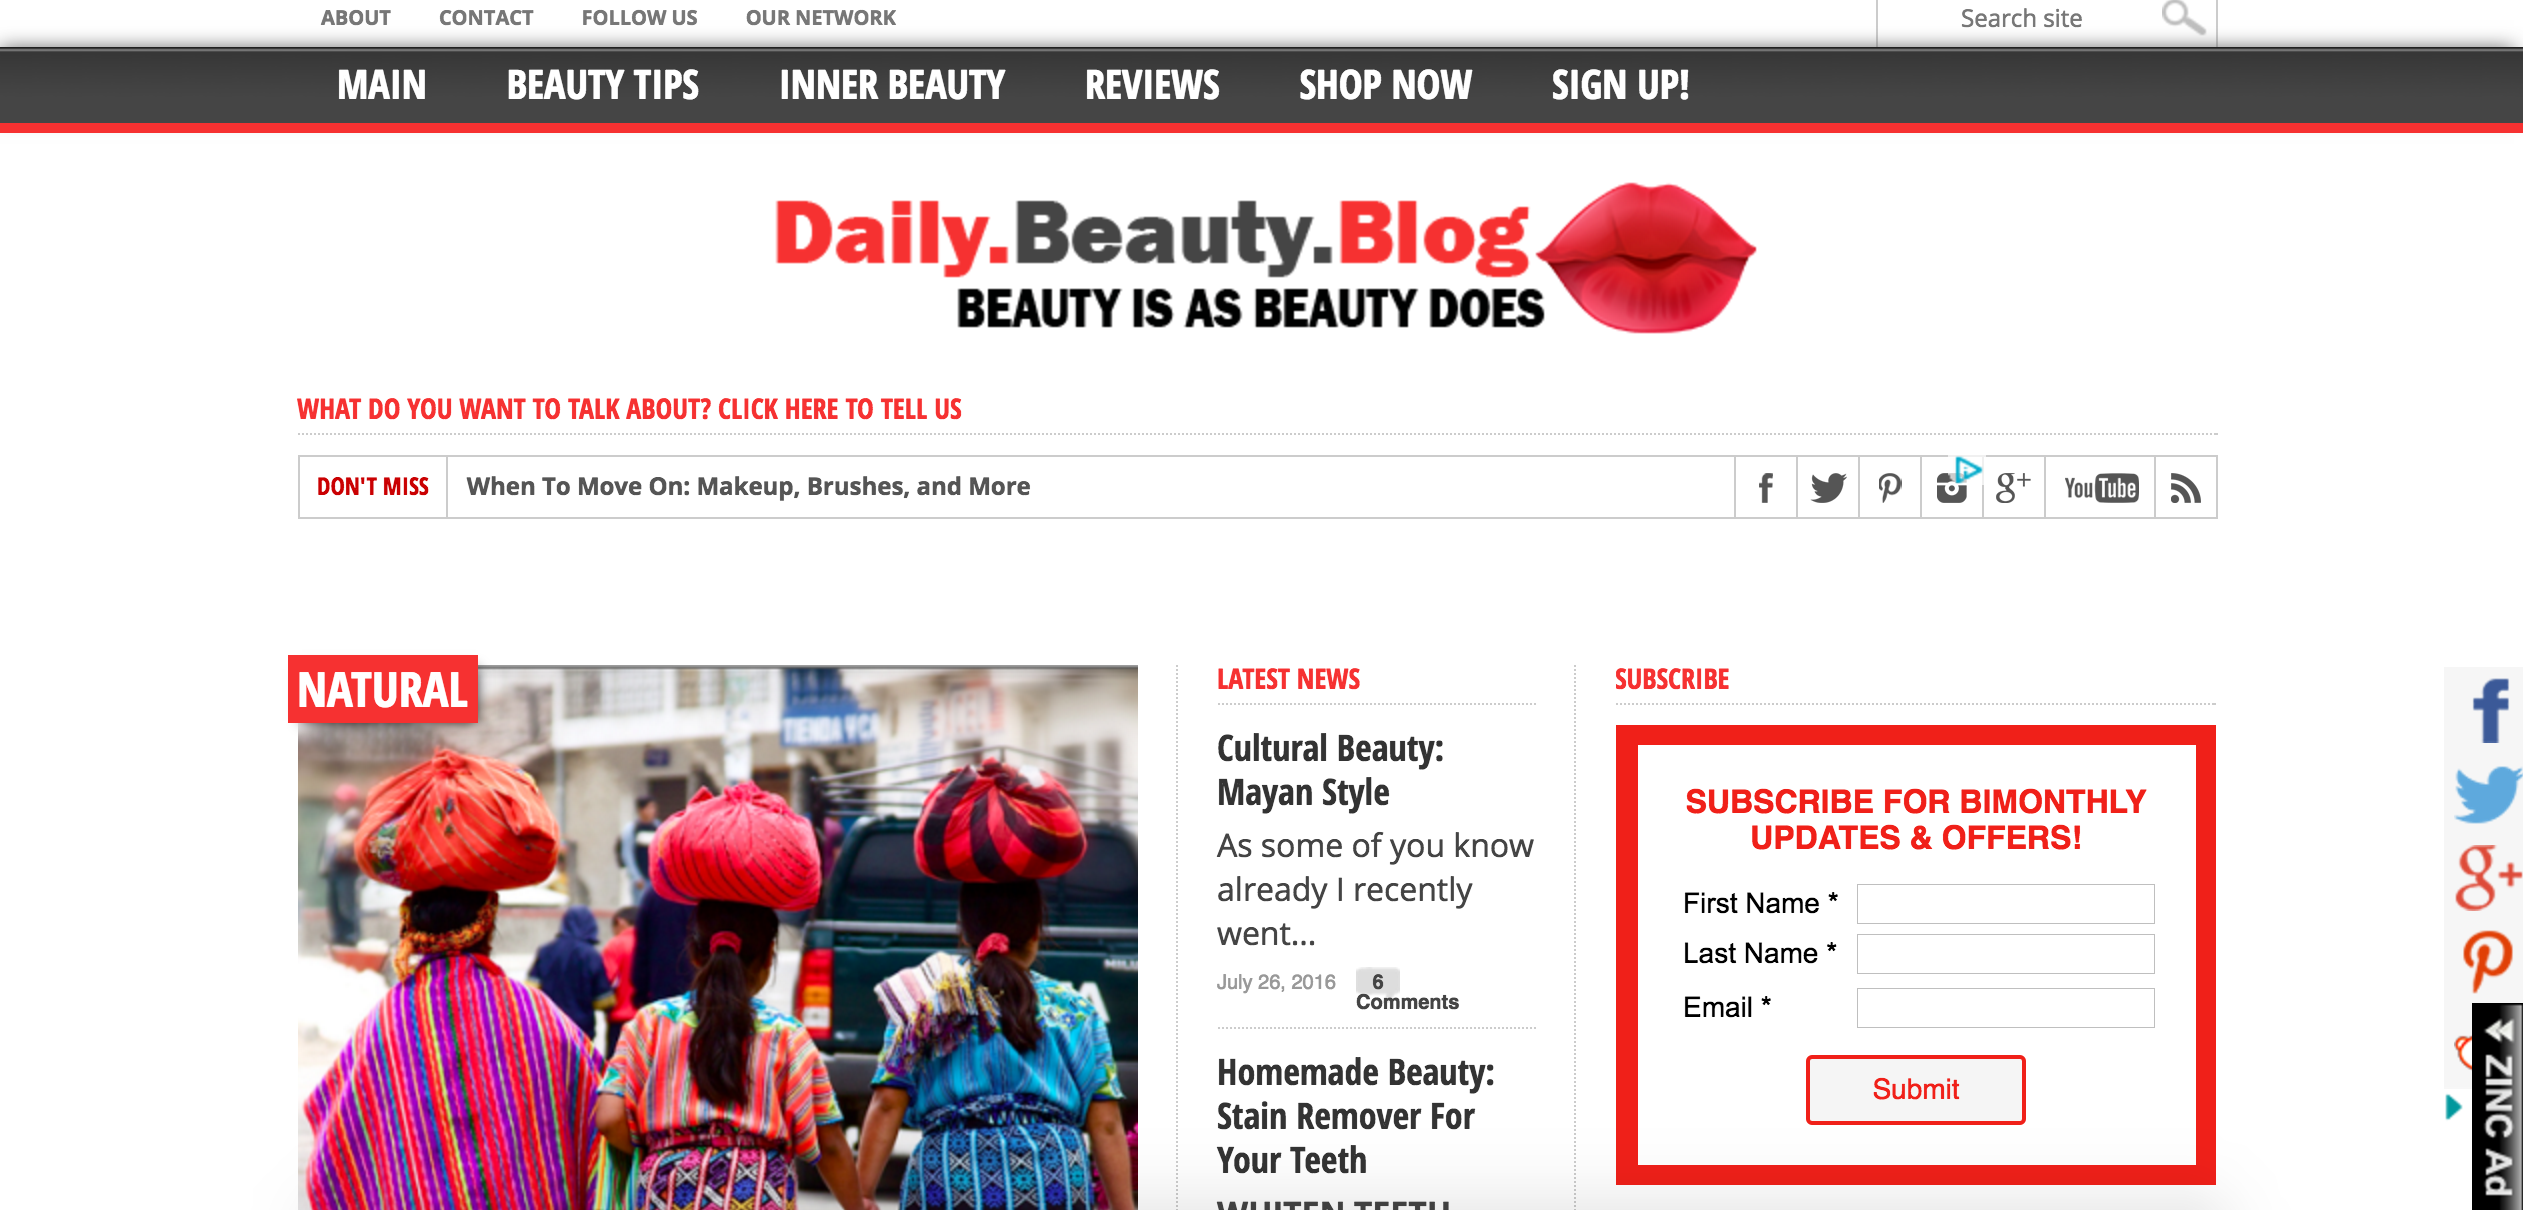 ABOUT CONTACT FOLLOW US OUR NETWORK Search site
MAIN BEAUTY TIPS INNER BEAUTY REVIEWS SHOP NOW SIGN UP!
Daily.Beauty.Blog
BEAUTY IS AS BEAUTY DOES
WHAT DO YOU WANT TO TALK ABOUT? CLICK HERE TO TELL US
DON'T MISS When To Move On: Makeup, Brushes, and More
f g+ YouTube
NATURAL
TIENDA Y
LATEST NEWS
Cultural Beauty:
Mayan Style
As some of you know
already I recently
went...
July 26, 2016 6
Comments
Homemade Beauty:
Stain Remover For
Your Teeth
WHITEN TEETH
SUBSCRIBE
SUBSCRIBE FOR BIMONTHLY
UPDATES & OFFERS!
First Name *
Last Name *
Email *
Submit
f
g+
ZINC Ad